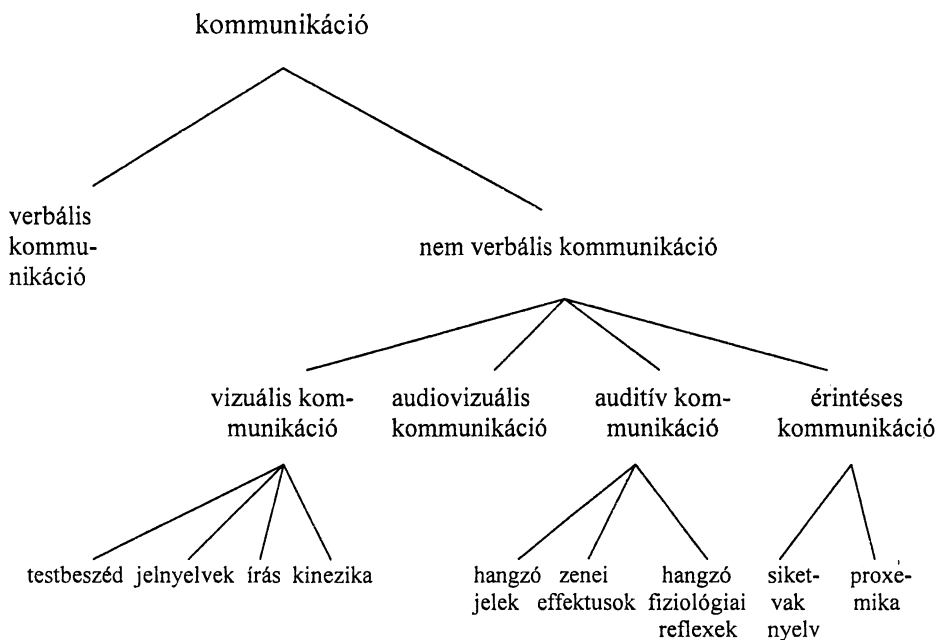 kommunikáció
verbális
kommu-
nikáció
nem verbális kommunikáció
vizuális kom-
munikáció
audiovizuális
kommunikáció
auditív kom-
munikáció
érintéses
kommunikáció
testbeszéd
jelnyelvek
írás
kinezika
hangzó
jelek
zenei
effektusok
hangzó
fiziológiai
reflexek
siket-
vak
nyelv
proxe-
mika